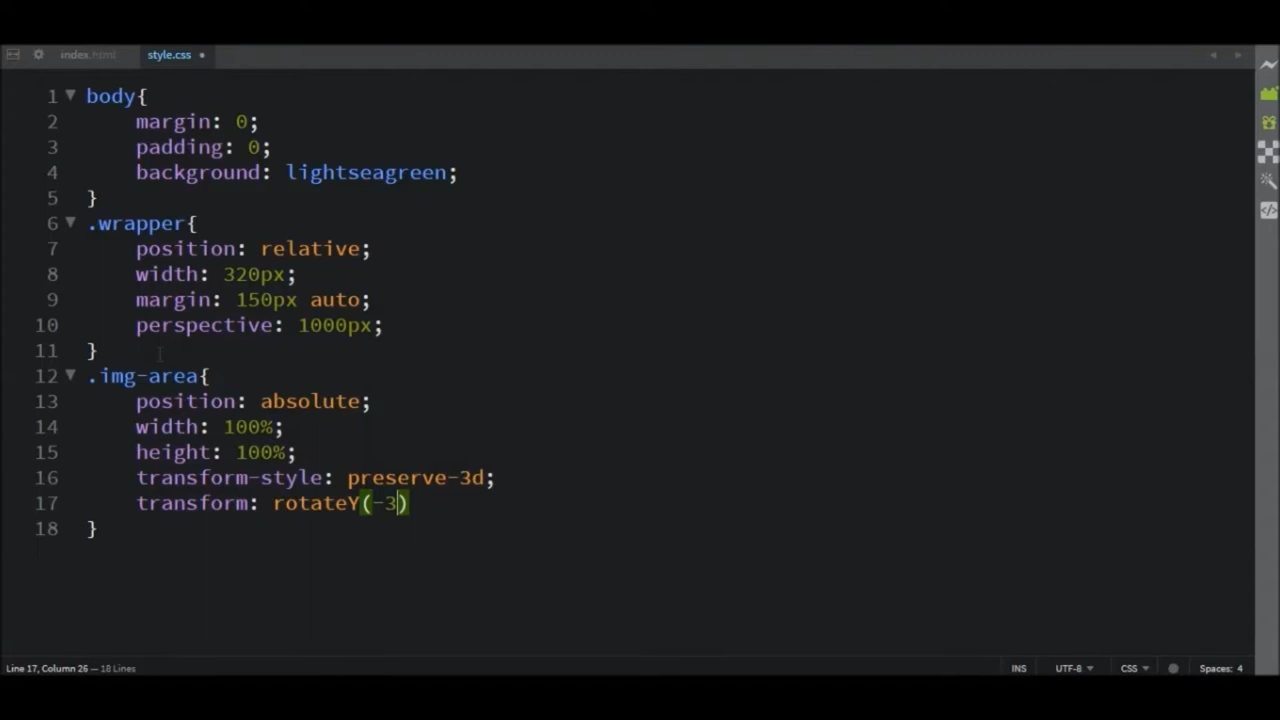 index.html style.css
1 body{
2 margin: 0;
3 padding: 0;
4 background: lightseagreen;
5 }
6 .wrapper{
7 position: relative;
8 width: 320px;
9 margin: 150px auto;
10 perspective: 1000px;
11 }
12 .img-area{
13 position: absolute;
14 width: 100%;
15 height: 100%;
16 transform-style: preserve-3d;
17 transform: rotateY(-3)
18 }
Line 17, Column 26 — 18 Lines INS UTF-8 CSS Spaces: 4